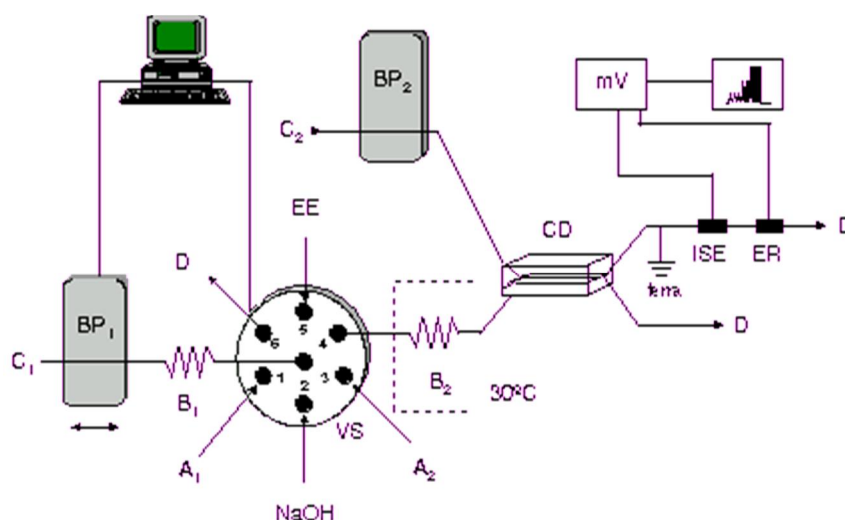 BP₂
mV
C₂
EE
CD
D
D
ISE
ER
BP₁
terra
5
6
4
D
C₁
1
2
3
B₁
B₂
30ºC
VS
A₁
A₂
NaOH